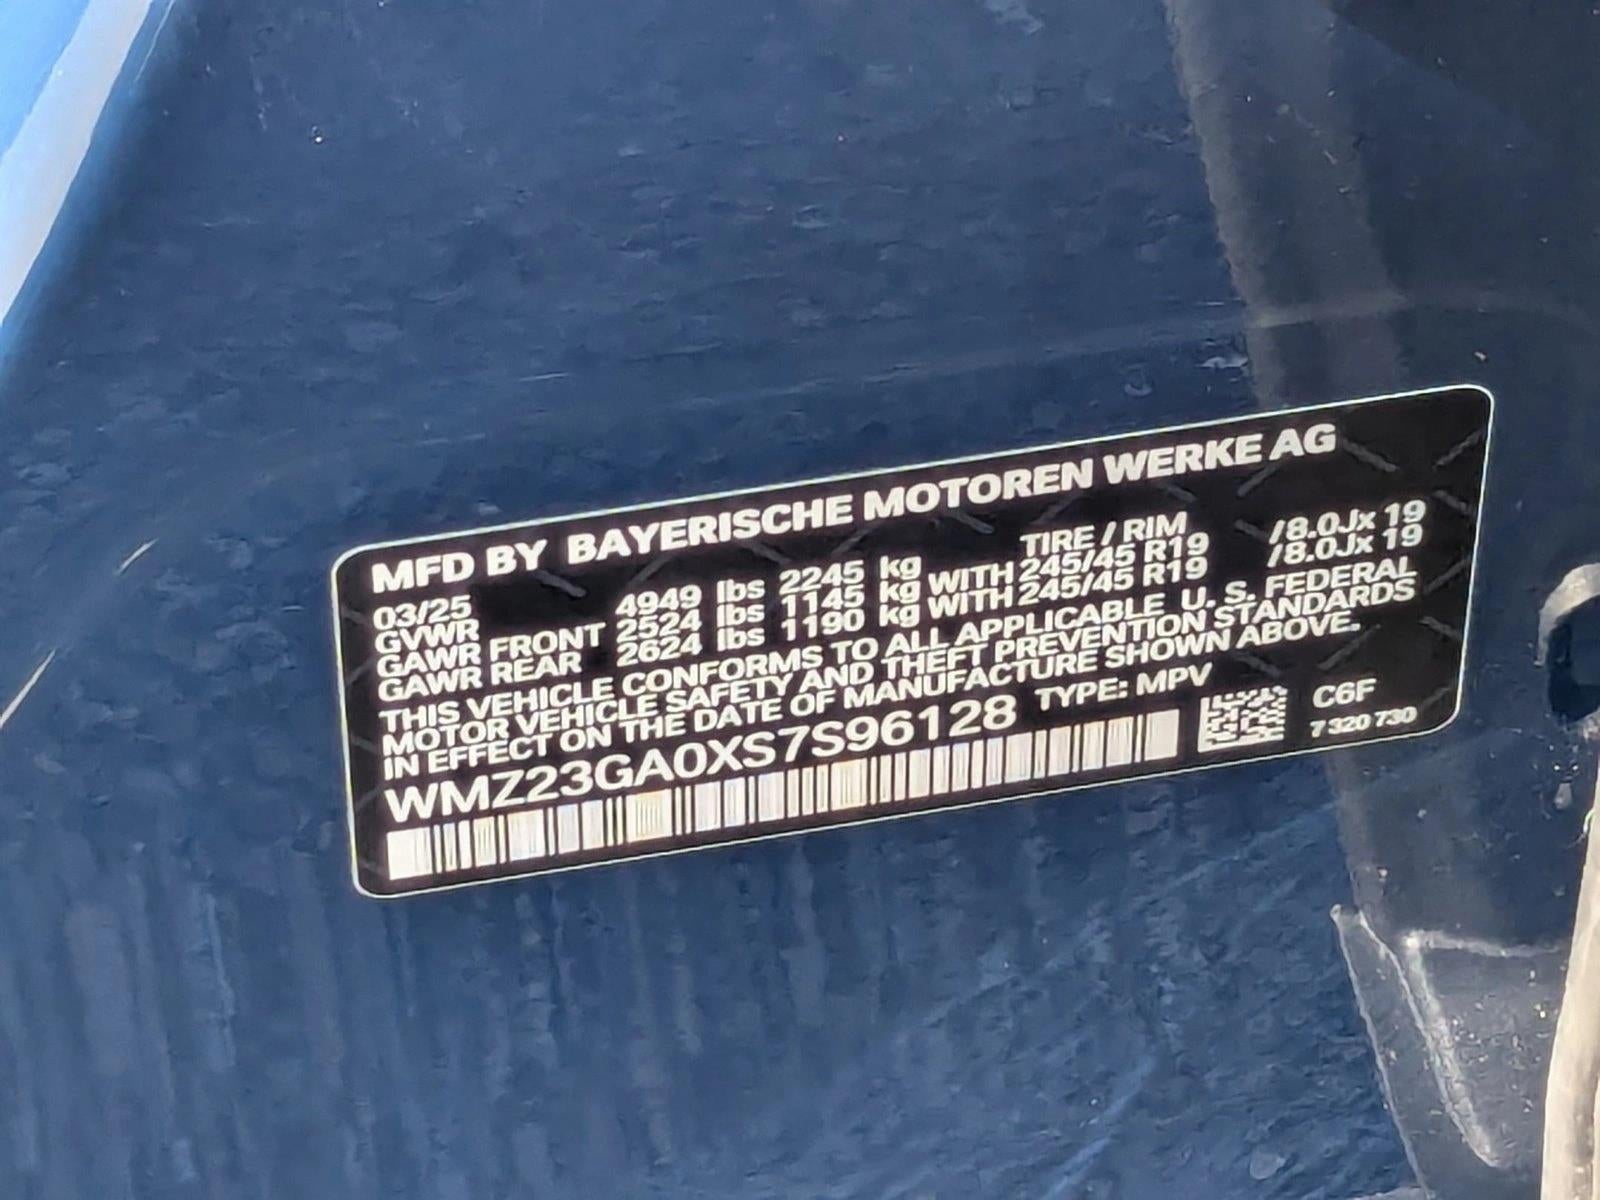 MFD BY BAYERISCHE MOTOREN WERKE AG
03/25 TIRE / RIM
GVWR 4949 lbs 2245 kg
GAWR FRONT 2524 lbs 1145 kg WITH 245/45 R19 /8.0Jx 19
GAWR REAR 2624 lbs 1190 kg WITH 245/45 R19 /8.0Jx 19
THIS VEHICLE CONFORMS TO ALL APPLICABLE U. S. FEDERAL
MOTOR VEHICLE SAFETY AND THEFT PREVENTION STANDARDS
IN EFFECT ON THE DATE OF MANUFACTURE SHOWN ABOVE.
WMZ23GA0XS7S96128 TYPE: MPV C6F
7 320 730